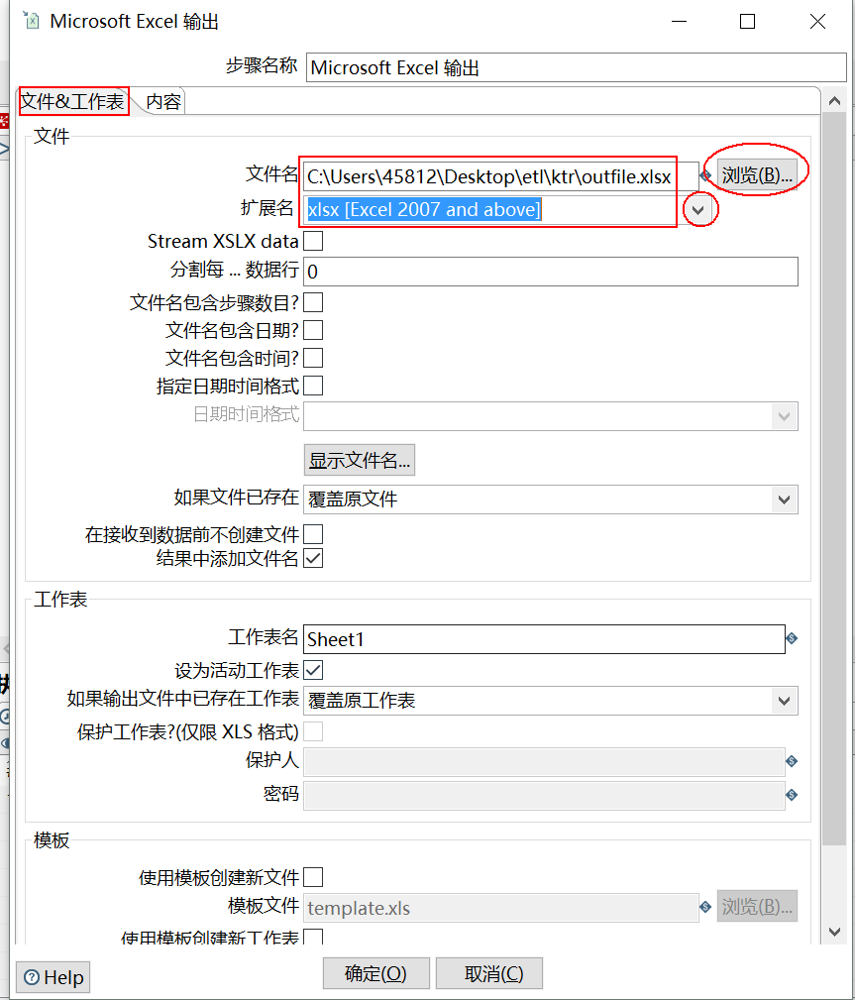 Microsoft Excel 输出
步骤名称 Microsoft Excel 输出
文件&工作表 内容
文件
文件名 C:\Users\45812\Desktop\etl\ktr\outfile.xlsx 浏览(B)...
扩展名 xlsx [Excel 2007 and above]
Stream XSLX data
分割每 ... 数据行 0
文件名包含步骤数目?
文件名包含日期?
文件名包含时间?
指定日期时间格式
日期时间格式
显示文件名...
如果文件已存在 覆盖原文件
在接收到数据前不创建文件
结果中添加文件名
工作表
工作表名 Sheet1
设为活动工作表
如果输出文件中已存在工作表 覆盖原工作表
保护工作表?(仅限 XLS 格式)
保护人
密码
模板
使用模板创建新文件
模板文件 template.xls 浏览(B)...
使用模板创建新工作表
Help 确定(O) 取消(C)